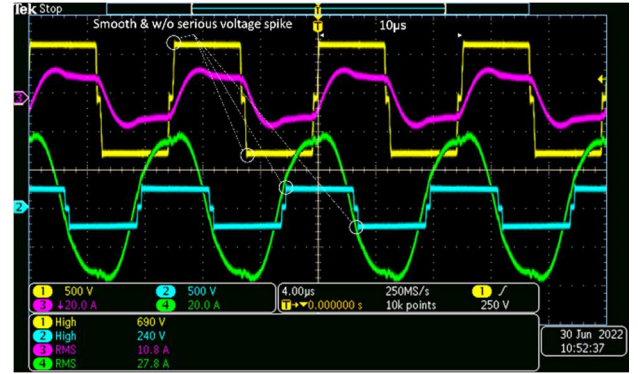 Tek Stop
Smooth & w/o serious voltage spike
10µs
3
2
1 500 V 2 500 V
3 ↓20.0 A 4 20.0 A
4.00µs 250MS/s 1
T→▼0.000000 s 10k points 250 V
1 High 690 V
2 High 240 V
3 RMS 10.8 A
4 RMS 27.8 A
30 Jun 2022
10:52:37